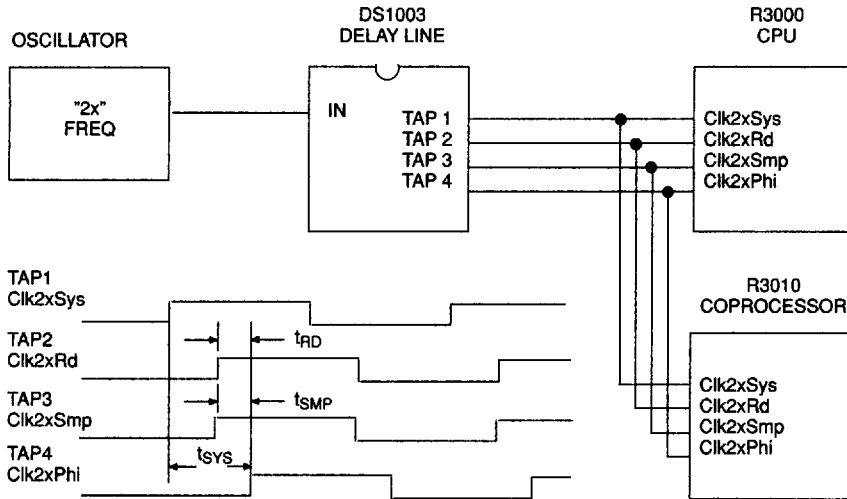 OSCILLATOR
"2x"
FREQ
DS1003
DELAY LINE
IN
TAP 1
TAP 2
TAP 3
TAP 4
R3000
CPU
Clk2xSys
Clk2xRd
Clk2xSmp
Clk2xPhi
R3010
COPROCESSOR
Clk2xSys
Clk2xRd
Clk2xSmp
Clk2xPhi
TAP1
Clk2xSys
TAP2
Clk2xRd
TAP3
Clk2xSmp
TAP4
Clk2xPhi
tRD
tSMP
tSYS